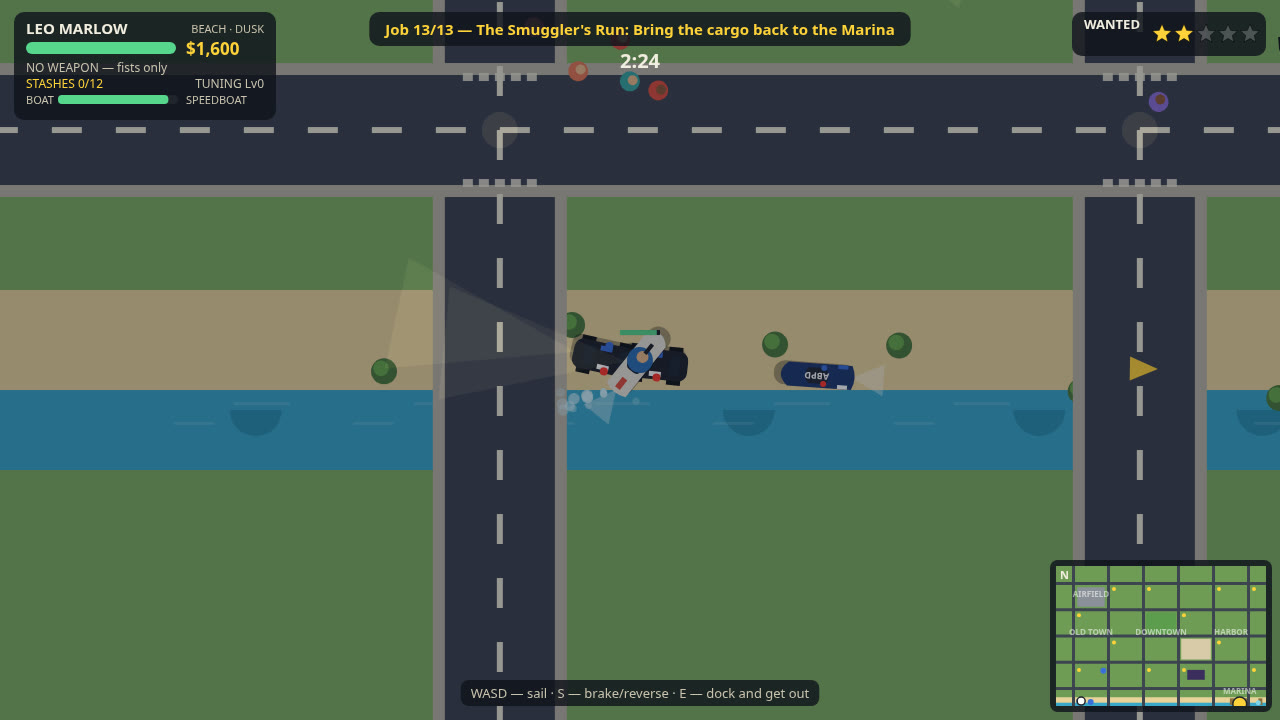 LEO MARLOW
BEACH · DUSK
$1,600
NO WEAPON — fists only
STASHES 0/12
TUNING Lv0
BOAT
SPEEDBOAT
Job 13/13 — The Smuggler's Run: Bring the cargo back to the Marina
2:24
WANTED
ABPD
WASD — sail · S — brake/reverse · E — dock and get out
N
AIRFIELD
OLD TOWN
DOWNTOWN
HARBOR
MARINA